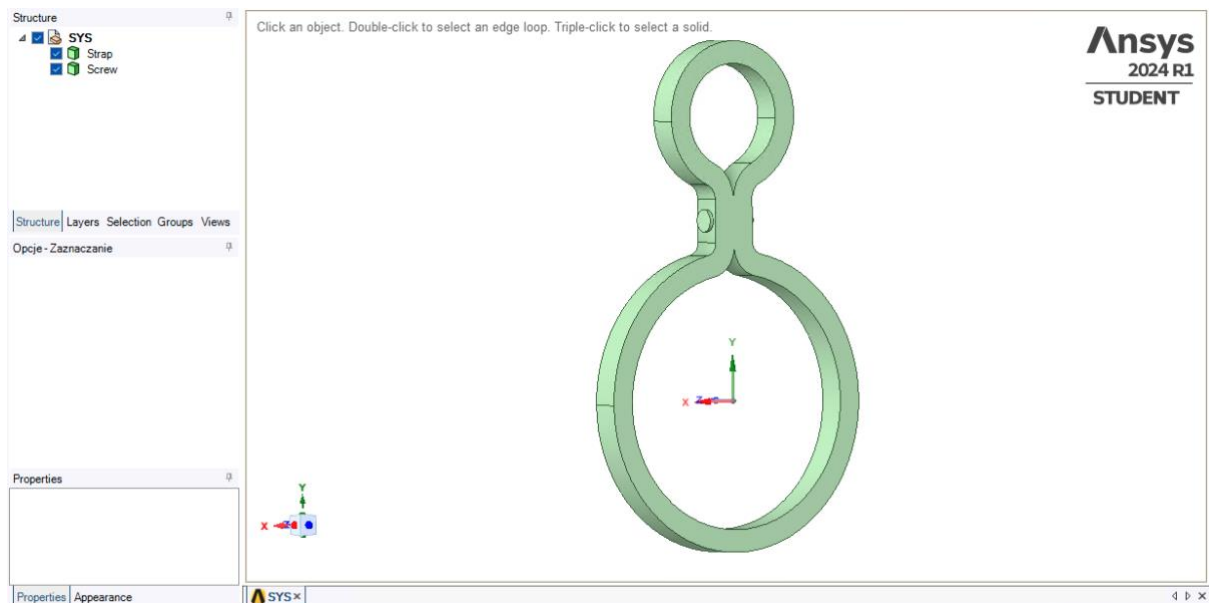 Structure
SYS
Strap
Screw
Structure Layers Selection Groups Views
Opcje - Zaznaczanie
Properties
Properties Appearance
Click an object. Double-click to select an edge loop. Triple-click to select a solid.
Ansys
2024 R1
STUDENT
Y
X Z
Y
X Z
SYS